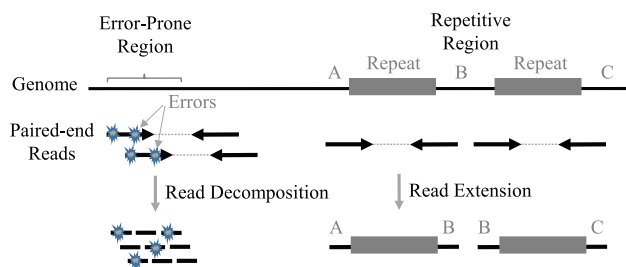 Error-Prone
Region
Repetitive
Region
A Repeat B Repeat C
Genome
Errors
Paired-end
Reads
Read Decomposition
Read Extension
A B B C